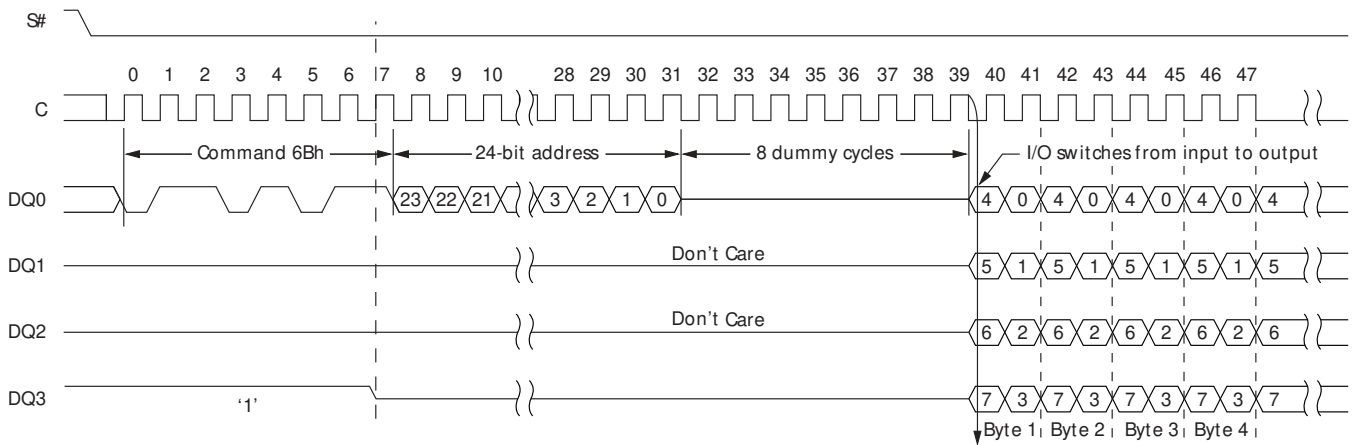 S#
0 1 2 3 4 5 6 7 8 9 10 28 29 30 31 32 33 34 35 36 37 38 39 40 41 42 43 44 45 46 47
C
Command 6Bh 24-bit address 8 dummy cycles I/O switches from input to output
DQ0 23 22 21 3 2 1 0 4 0 4 0 4 0 4 0 4
DQ1 Don't Care 5 1 5 1 5 1 5 1 5
DQ2 Don't Care 6 2 6 2 6 2 6 2 6
DQ3 ‘1’ 7 3 7 3 7 3 7 3 7
Byte 1 Byte 2 Byte 3 Byte 4